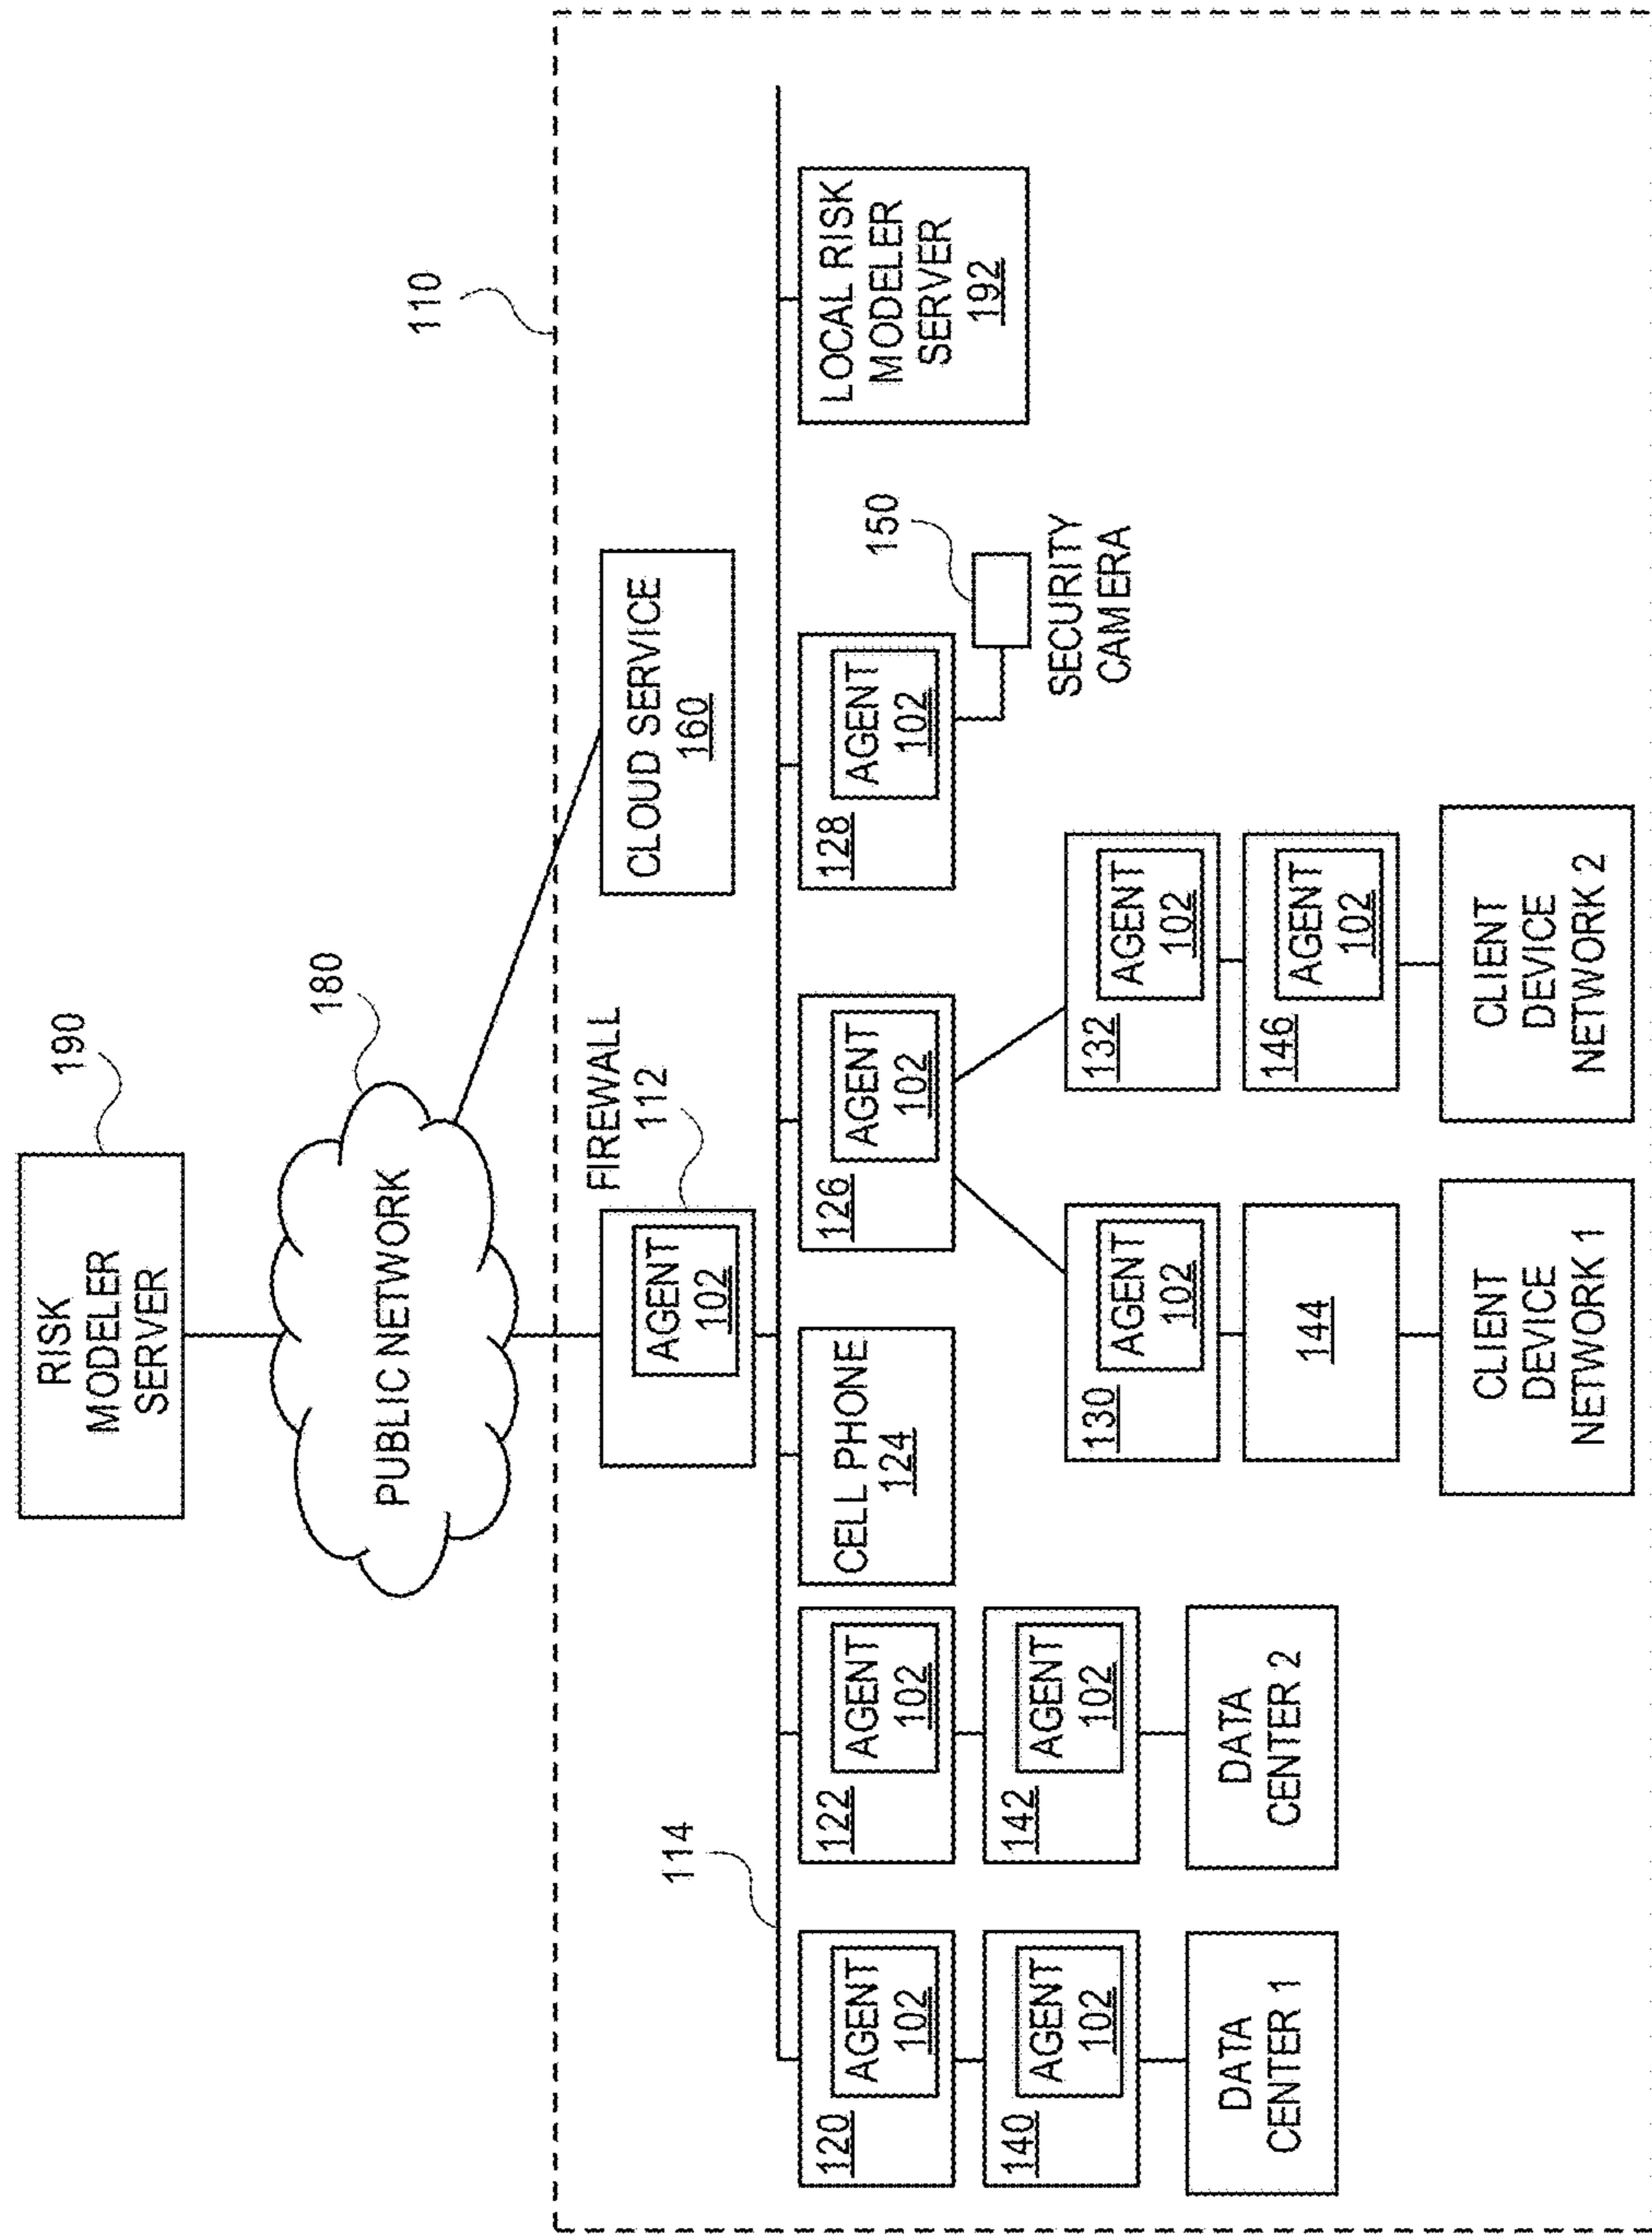 RISK
MODELER
SERVER
190
PUBLIC NETWORK
180
110
FIREWALL
112
AGENT
102
CLOUD SERVICE
160
114
120
AGENT
102
122
AGENT
102
CELL PHONE
124
126
AGENT
102
128
AGENT
102
LOCAL RISK
MODELER
SERVER
192
150
SECURITY
CAMERA
140
AGENT
102
142
AGENT
102
130
AGENT
102
132
AGENT
102
144
146
AGENT
102
DATA
CENTER 1
DATA
CENTER 2
CLIENT
DEVICE
NETWORK 1
CLIENT
DEVICE
NETWORK 2